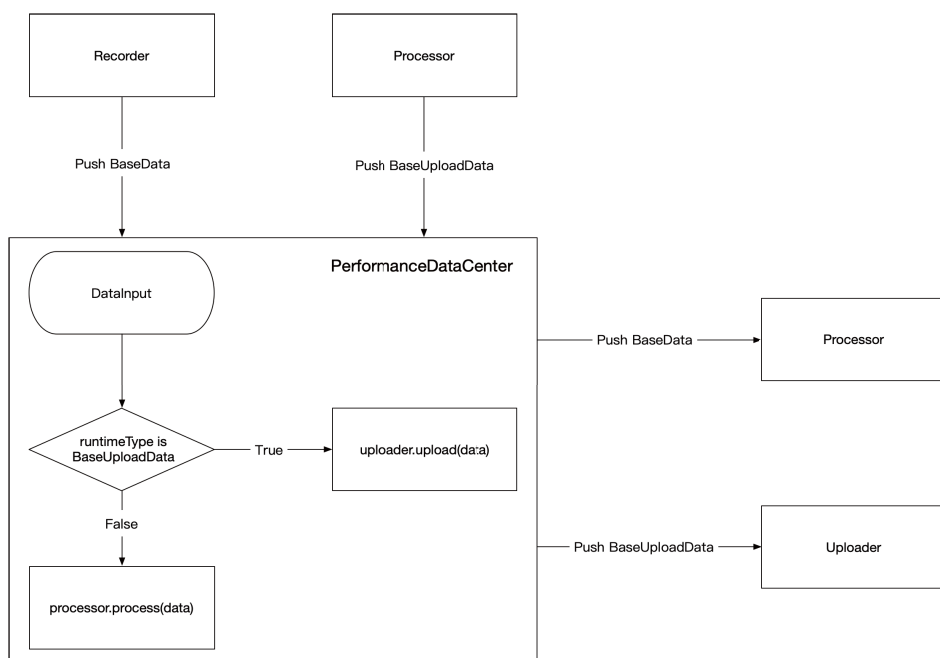 Recorder
Processor
Push BaseData
Push BaseUploadData
PerformanceDataCenter
DataInput
Push BaseData
Processor
runtimeType is
BaseUploadData
True
uploader.upload(data)
False
Push BaseUploadData
Uploader
processor.process(data)